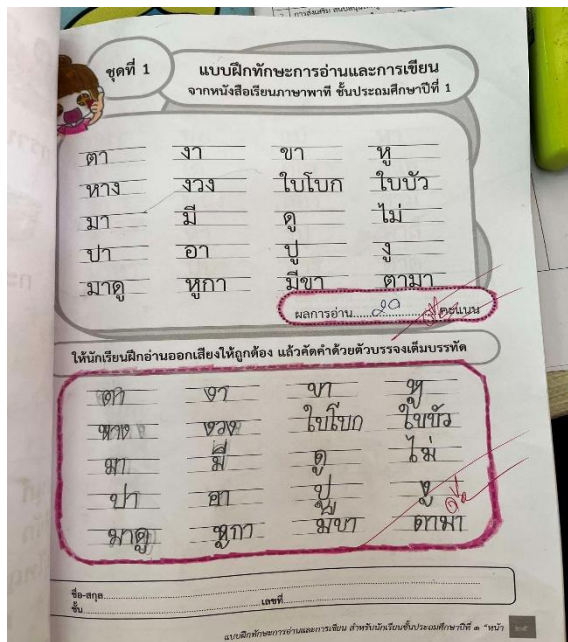 ชุดที่ 1
แบบฝึกทักษะการอ่านและการเขียน
จากหนังสือเรียนภาษาพาที ชั้นประถมศึกษาปีที่ 1
ตา งา ขา หู
หาง งวง ใบโบก ใบบัว
มา มี ดู ไม่
ปา อา ปู งู
มาดู หูกา มีขา ตามา
ผลการอ่าน.....๒๐.....คะแนน
ให้นักเรียนฝึกอ่านออกเสียงให้ถูกต้อง แล้วคัดคำด้วยตัวบรรจงเต็มบรรทัด
ตา งา ขา หู
หาง งวง ใบโบก ใบบัว
มา มี ดู ไม่
ปา อา ปู งู
มาดู หูกา มีขา ตามา
ชื่อ-สกุล
ชั้น เลขที่
แบบฝึกทักษะการอ่านและการเขียน สำหรับนักเรียนชั้นประถมศึกษาปีที่ ๑ "หน้า